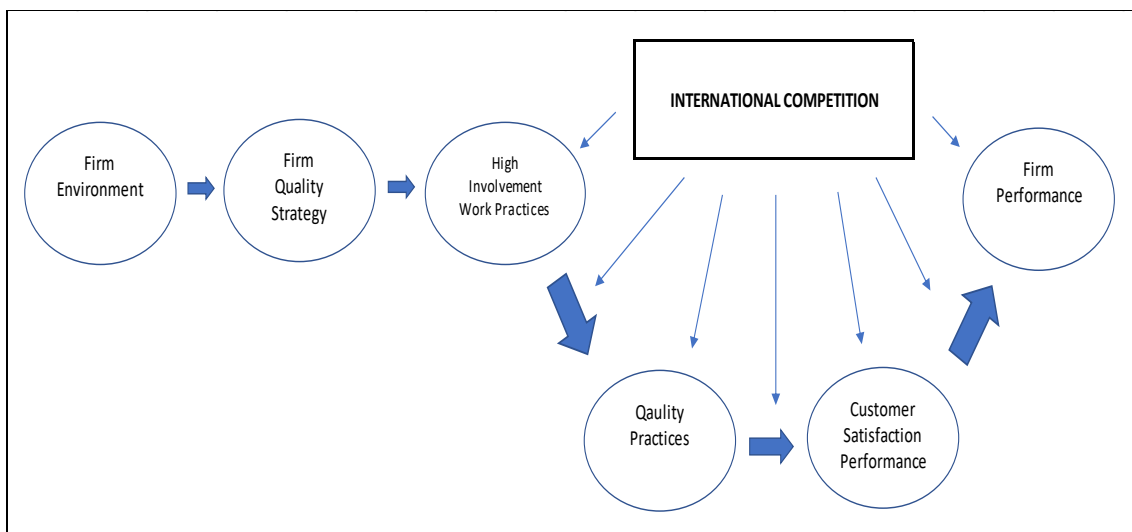 INTERNATIONAL COMPETITION
Firm
Environment
Firm
Quality
Strategy
High
Involvement
Work Practices
Firm
Performance
Qaulity
Practices
Customer
Satisfaction
Performance